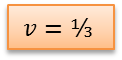 v = ⅓